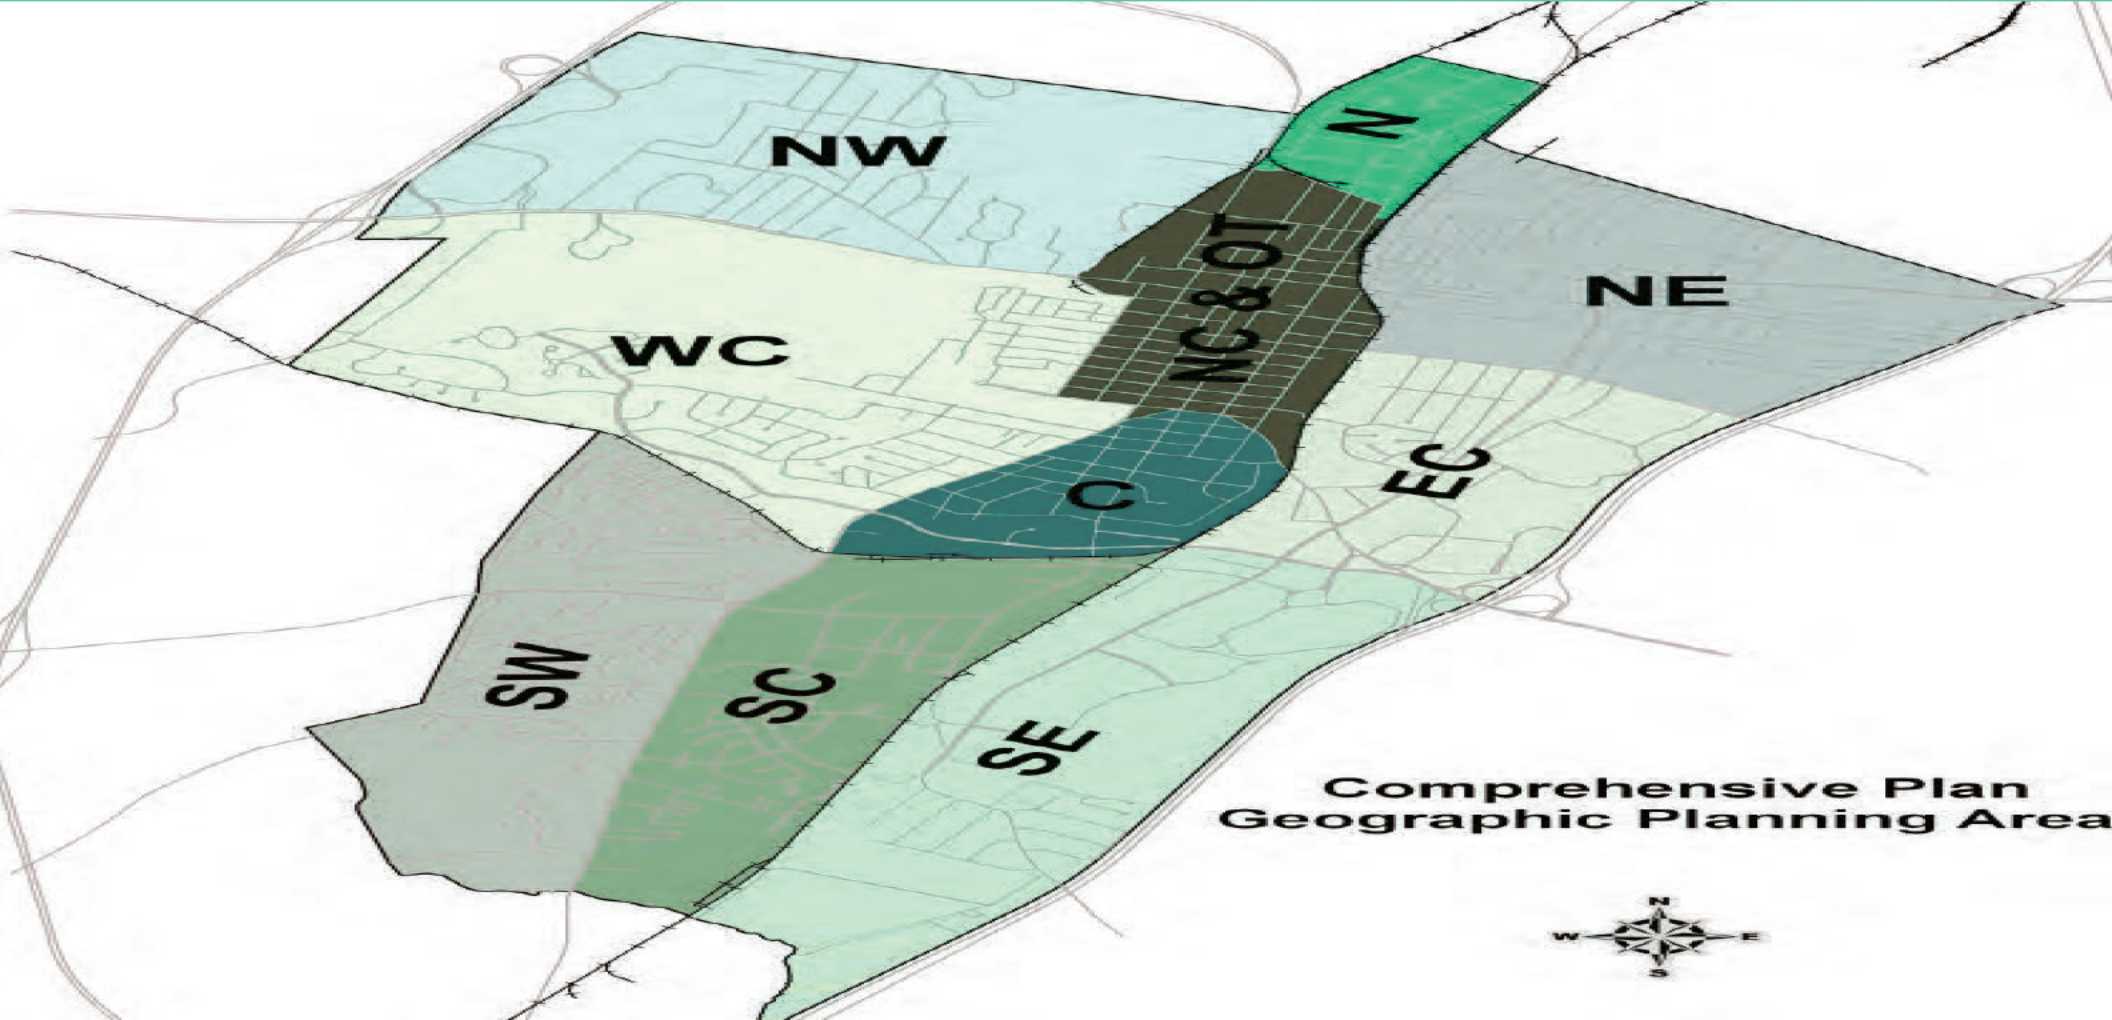 N
NW
NC & OT
NE
WC
EC
C
SW
SC
SE
Comprehensive Plan
Geographic Planning Area
N
W E
S